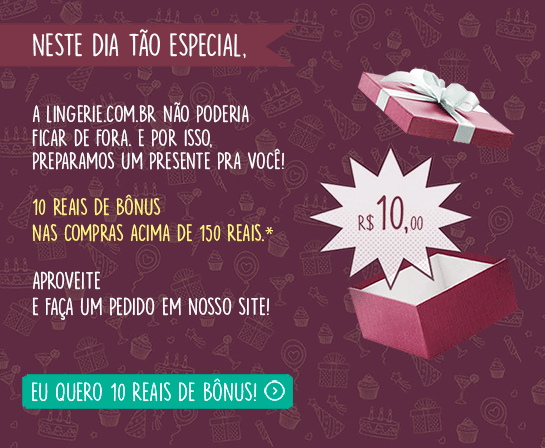 NESTE DIA TÃO ESPECIAL,
A LINGERIE.COM.BR NÃO PODERIA
FICAR DE FORA. E POR ISSO,
PREPARAMOS UM PRESENTE PRA VOCÊ!
10 REAIS DE BÔNUS
NAS COMPRAS ACIMA DE 150 REAIS.*
R$ 10,00
APROVEITE
E FAÇA UM PEDIDO EM NOSSO SITE!
EU QUERO 10 REAIS DE BÔNUS!